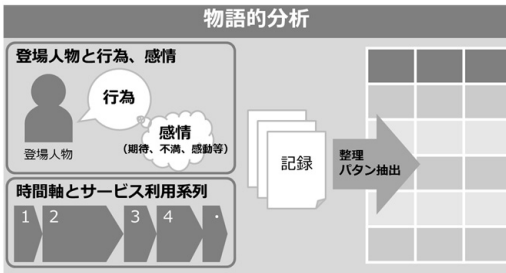 物語的分析
登場人物と行為、感情
行為
感情
(期待、不満、感動等)
登場人物
時間軸とサービス利用系列
1 2 3 4 ・
記録
整理
パタン抽出